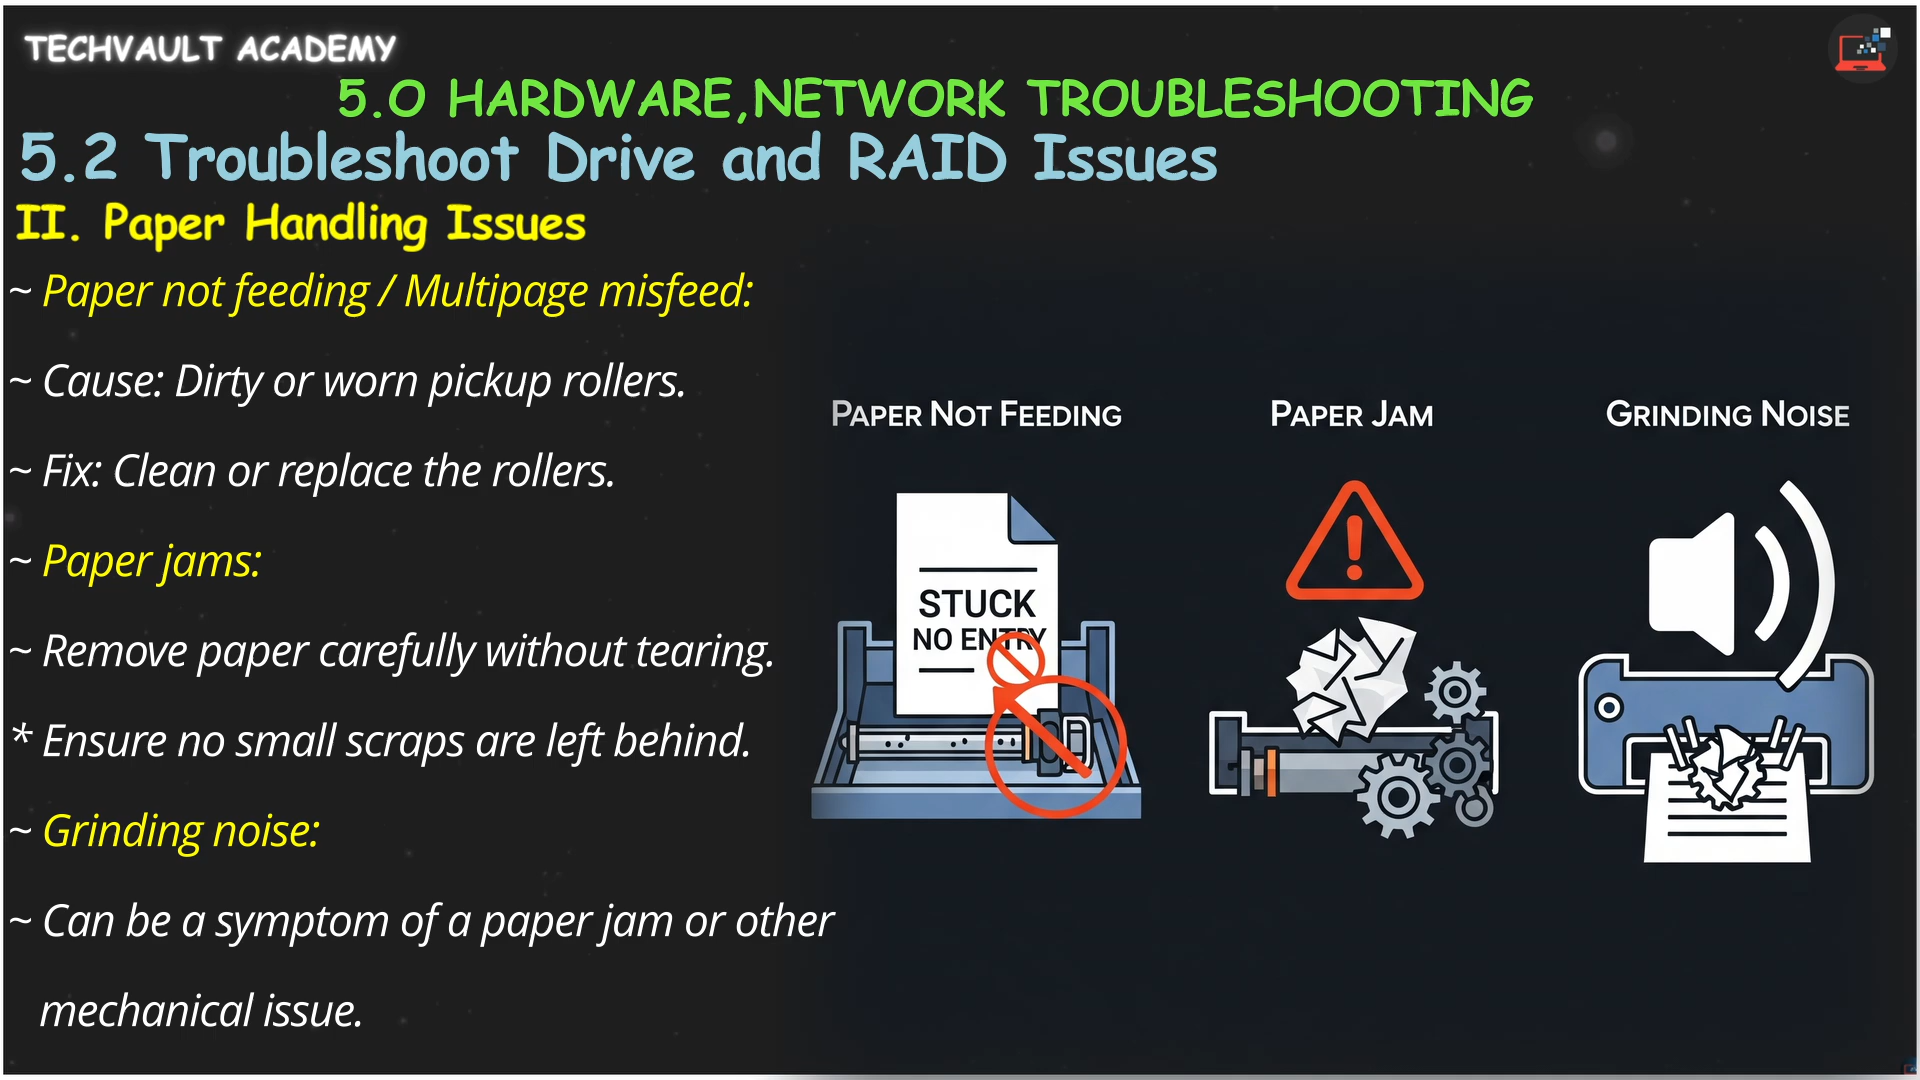 TECHVAULT ACADEMY
5.0 HARDWARE,NETWORK TROUBLESHOOTING
5.2 Troubleshoot Drive and RAID Issues
II. Paper Handling Issues
~ Paper not feeding / Multipage misfeed:
~ Cause: Dirty or worn pickup rollers.
~ Fix: Clean or replace the rollers.
~ Paper jams:
~ Remove paper carefully without tearing.
* Ensure no small scraps are left behind.
~ Grinding noise:
~ Can be a symptom of a paper jam or other
mechanical issue.
PAPER NOT FEEDING
STUCK
NO ENTRY
PAPER JAM
GRINDING NOISE